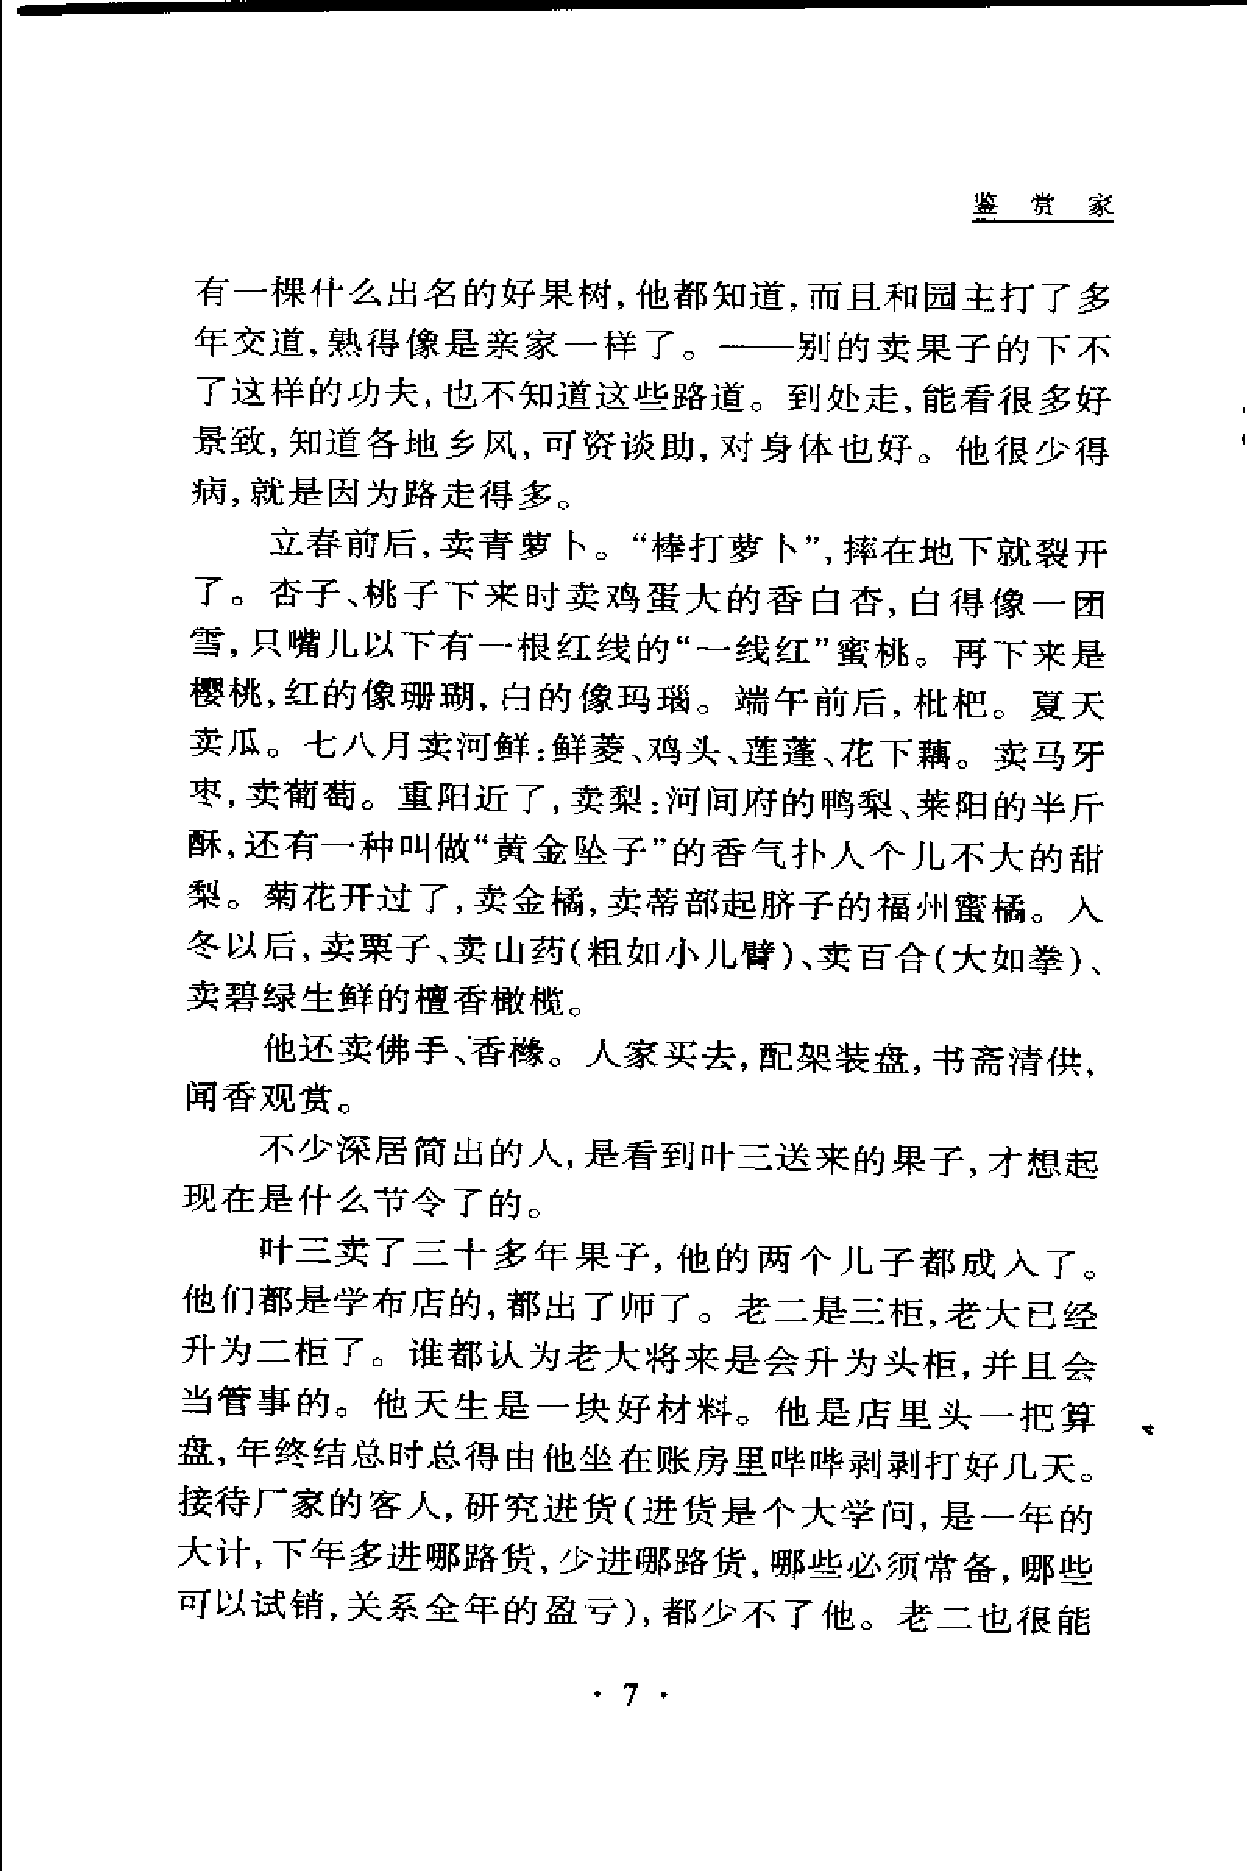 鉴 赏 家
有一棵什么出名的好果树,他都知道,而且和园主打了多
年交道,熟得像是亲家一样了。——别的卖果子的下不
了这样的功夫,也不知道这些路道。到处走,能看很多好
景致,知道各地乡风,可资谈助,对身体也好。他很少得
病,就是因为路走得多。
立春前后,卖青萝卜。“棒打萝卜”,摔在地下就裂开
了。杏子、桃子下来时卖鸡蛋大的香白杏,白得像一团
雪,只嘴儿以下有一根红线的“一线红”蜜桃。再下来是
樱桃,红的像珊瑚,白的像玛瑙。端午前后,枇杷。夏天
卖瓜。七八月卖河鲜:鲜菱、鸡头、莲蓬、花下藕。卖马牙
枣,卖葡萄。重阳近了,卖梨:河间府的鸭梨、莱阳的半斤
酥,还有一种叫做“黄金坠子”的香气扑人个儿不大的甜
梨。菊花开过了,卖金橘,卖蒂部起脐子的福州蜜橘。入
冬以后,卖栗子、卖山药(粗如小儿臂)、卖百合(大如拳)、
卖碧绿生鲜的檀香橄榄。
他还卖佛手、香橼。人家买去,配架装盘,书斋清供,
闻香观赏。
不少深居简出的人,是看到叶三送来的果子,才想起
现在是什么节令了的。
叶三卖了三十多年果子,他的两个儿子都成人了。
他们都是学布店的,都出了师了。老二是三柜,老大已经
升为二柜了。谁都认为老大将来是会升为头柜,并且会
当管事的。他天生是一块好材料。他是店里头一把算
盘,年终结总时总得由他坐在账房里哔哔剥剥打好几天。
接待厂家的客人,研究进货(进货是个大学问,是一年的
大计,下年多进哪路货,少进哪路货,哪些必须常备,哪些
可以试销,关系全年的盈亏),都少不了他。老二也很能
· 7 ·